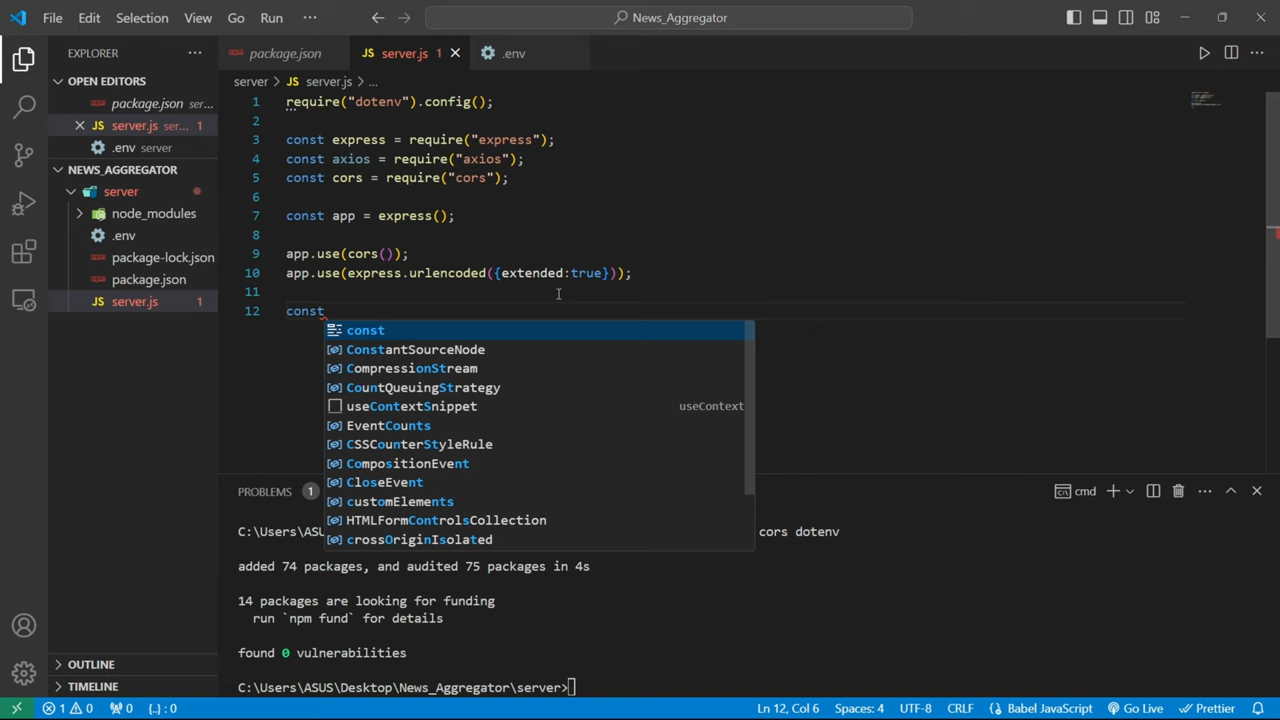 File Edit View Selection Go Run ··· News_Aggregator
EXPLORER ···
OPEN EDITORS
package.json ser...
JS server.js ser... 1
.env server
NEWS_AGGREGATOR
server
node_modules
.env
package-lock.json
package.json
JS server.js 1
OUTLINE
TIMELINE
package.json JS server.js 1 .env
server > JS server.js > ...
1 require("dotenv").config();
2
3 const express = require("express");
4 const axios = require("axios");
5 const cors = require("cors");
6
7 const app = express();
8
9 app.use(cors());
10 app.use(express.urlencoded({extended:true}));
11
12 const
const
ConstantSourceNode
CompressionStream
CountQueuingStrategy
useContextSnippet useContext
EventCounts
CSSCounterStyleRule
CompositionEvent
CloseEvent
customElements
HTMLFormControlsCollection
crossOriginIsolated
PROBLEMS 1 cmd
C:\Users\ASU cors dotenv
added 74 packages, and audited 75 packages in 4s
14 packages are looking for funding
run `npm fund` for details
found 0 vulnerabilities
C:\Users\ASUS\Desktop\News_Aggregator\server>
1 0 0 {..} : 0 Ln 12, Col 6 Spaces: 4 UTF-8 CRLF Babel JavaScript Go Live Prettier